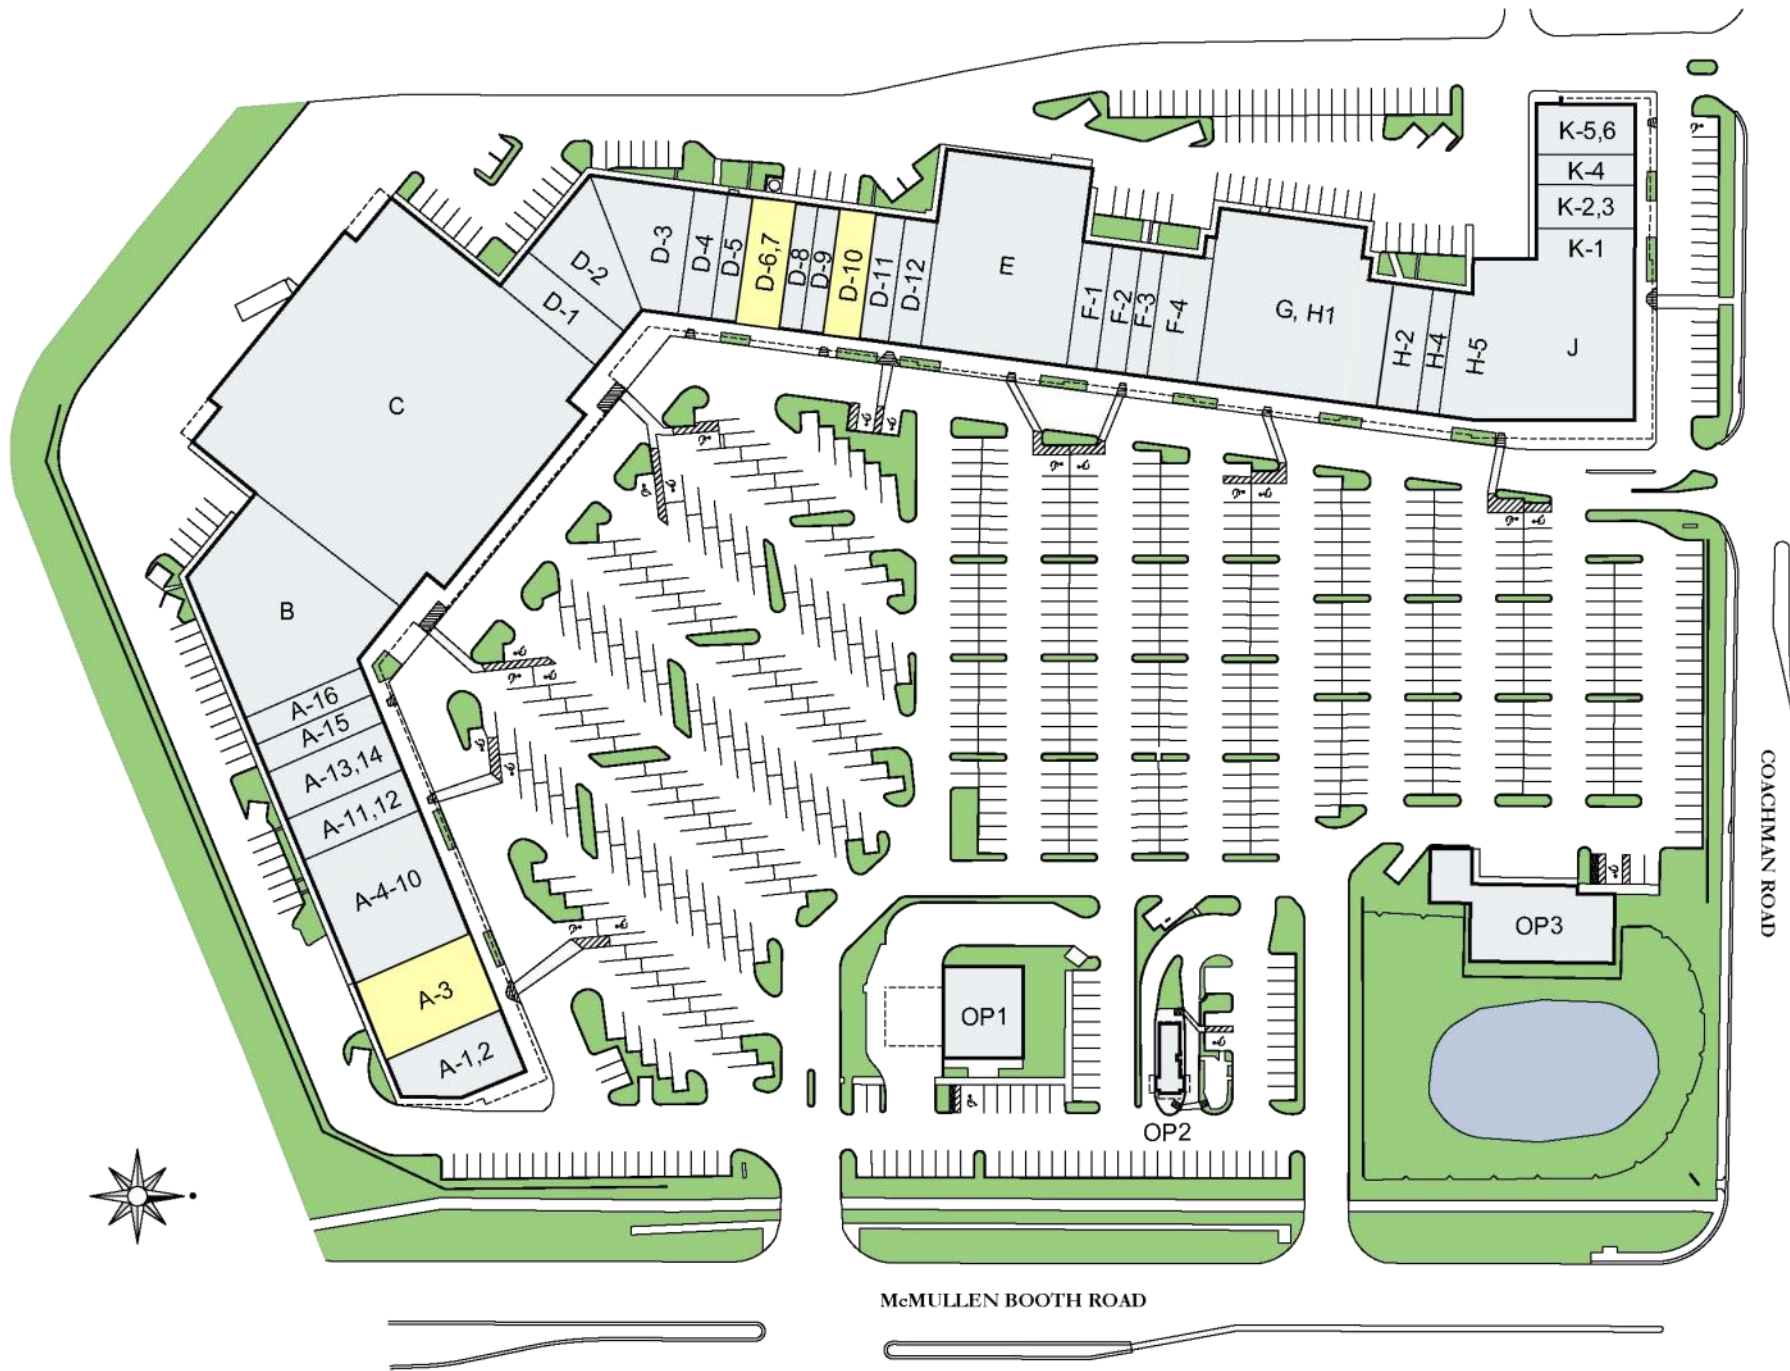 K-5,6
K-4
K-2,3
K-1
D-3
D-4
D-5
D-6,7
D-8
D-9
D-10
D-11
D-12
D-2
D-1
E
F-1
F-2
F-3
F-4
G, H1
H-2
H-4
H-5
J
C
B
A-16
A-15
A-13,14
A-11,12
A-4-10
A-3
A-1,2
OP1
OP2
OP3
COACHMAN ROAD
McMULLEN BOOTH ROAD